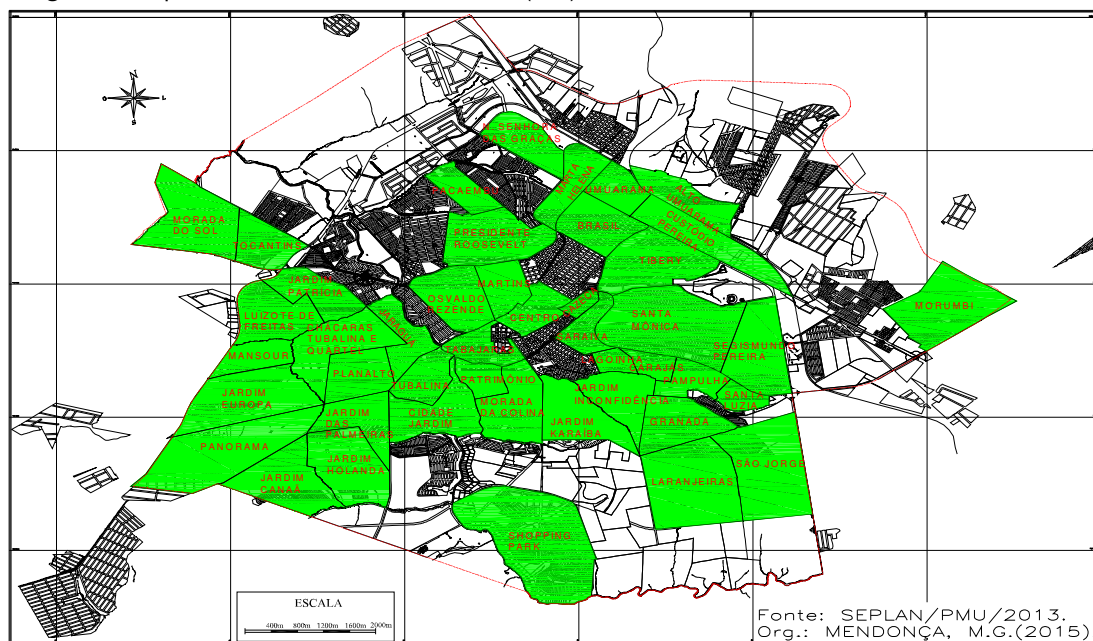 N
O
L
S
N. SENHORA
DAS GRAÇAS
MARTA
HELENA
UMUARAMA
ALTO
UMUARAMA
CUSTÓDIO
PEREIRA
PACAEMBU
PRESIDENTE
ROOSEVELT
BRASIL
TIBERY
MORADA
DO SOL
TOCANTINS
JARDIM
PATRÍCIA
LUIZOTE DE
FREITAS
CHÁCARAS
TUBALINA E
QUARTEL
JARAGUÁ
OSVALDO
REZENDE
MARTINS
CENTRO
CAZECA
SANTA
MÔNICA
SEGISMUNDO
PEREIRA
MORUMBI
MANSOUR
PLANALTO
TABAJARAS
SARAIVA
LAGOINHA
CARAJÁS
PAMPULHA
SANTA
LUZIA
TUBALINA
PATRIMÔNIO
JARDIM
EUROPA
JARDIM
DAS
PALMEIRAS
CIDADE
JARDIM
MORADA
DA COLINA
JARDIM
INCONFIDÊNCIA
JARDIM
KARAÍBA
GRANADA
PANORAMA
JARDIM
HOLANDA
JARDIM
CANAÃ
LARANJEIRAS
SÃO JORGE
SHOPPING
PARK
ESCALA
400m 800m 1200m 1600m 2000m
Fonte: SEPLAN/PMU/2013.
Org.: MENDONÇA, M.G.(2015)